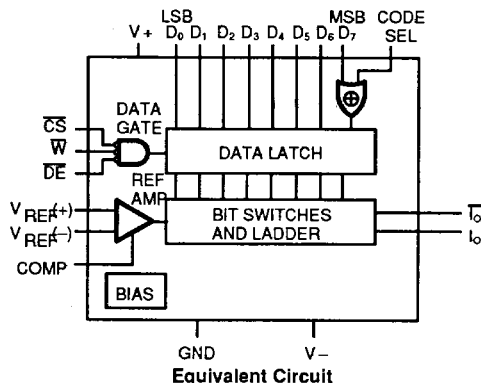 LSB MSB CODE
V+ D0 D1 D2 D3 D4 D5 D6 D7 SEL
DATA
GATE
CS
W
DE
DATA LATCH
REF
AMP
VREF(+)
VREF(−)
COMP
BIT SWITCHES
AND LADDER
IO
IO
BIAS
GND V−
Equivalent Circuit